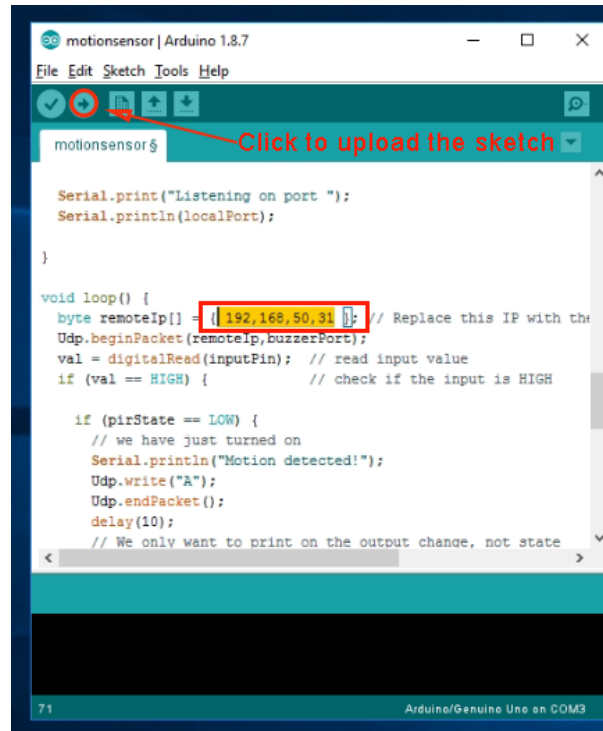 motionsensor | Arduino 1.8.7
File Edit Sketch Tools Help
Click to upload the sketch
motionsensor §
Serial.print("Listening on port ");
Serial.println(localPort);
}
void loop() {
byte remoteIp[] = { 192,168,50,31 }; // Replace this IP with the
Udp.beginPacket(remoteIp,buzzerPort);
val = digitalRead(inputPin); // read input value
if (val == HIGH) { // check if the input is HIGH
if (pirState == LOW) {
// we have just turned on
Serial.println("Motion detected!");
Udp.write("A");
Udp.endPacket();
delay(10);
// We only want to print on the output change, not state
71 Arduino/Genuino Uno on COM3